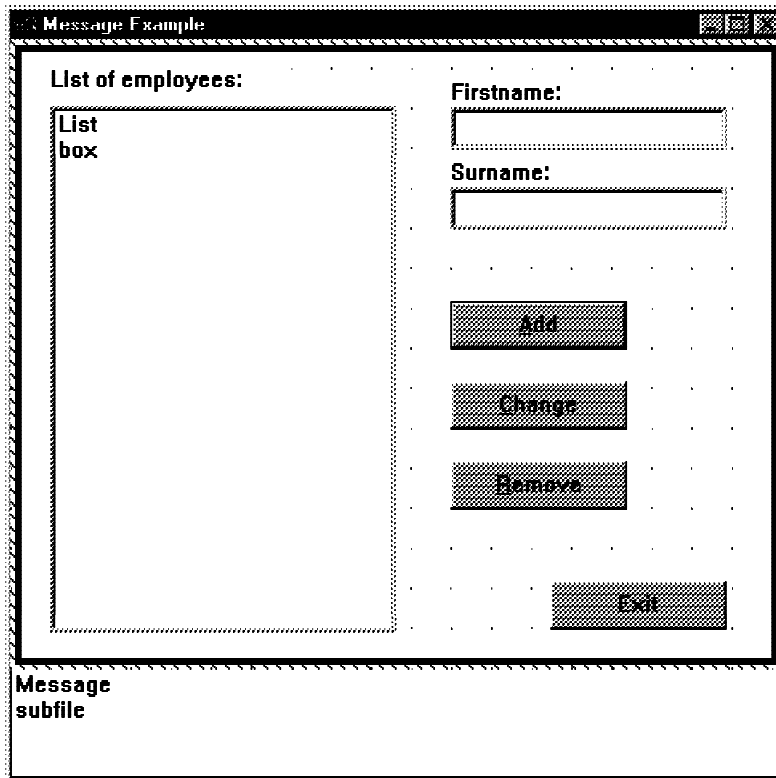 Message Example
List of employees:
List
box
Firstname:
Surname:
Add
Change
Remove
Exit
Message
subfile